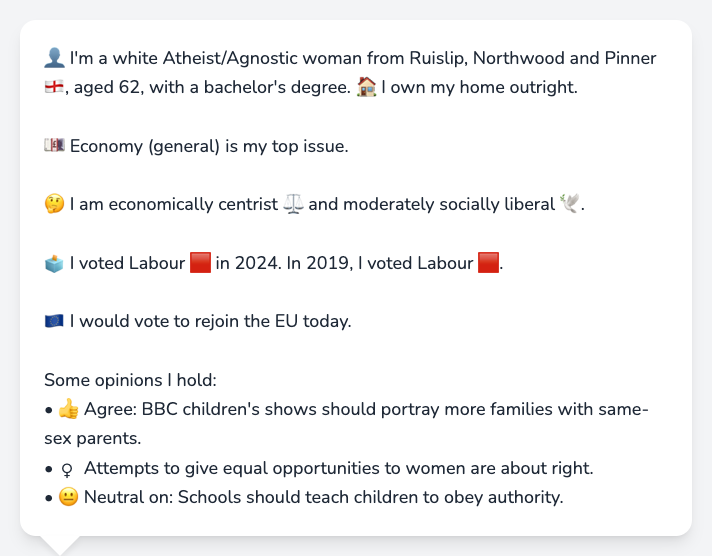 👤 I'm a white Atheist/Agnostic woman from Ruislip, Northwood and Pinner
🏴󠁧󠁢󠁥󠁮󠁧󠁿, aged 62, with a bachelor's degree. 🏠 I own my home outright.
💷 Economy (general) is my top issue.
🤔 I am economically centrist ⚖️ and moderately socially liberal 🕊️.
🗳️ I voted Labour 🟥 in 2024. In 2019, I voted Labour 🟥.
🇪🇺 I would vote to rejoin the EU today.
Some opinions I hold:
• 👍 Agree: BBC children's shows should portray more families with same-
sex parents.
• ♀ Attempts to give equal opportunities to women are about right.
• 😐 Neutral on: Schools should teach children to obey authority.